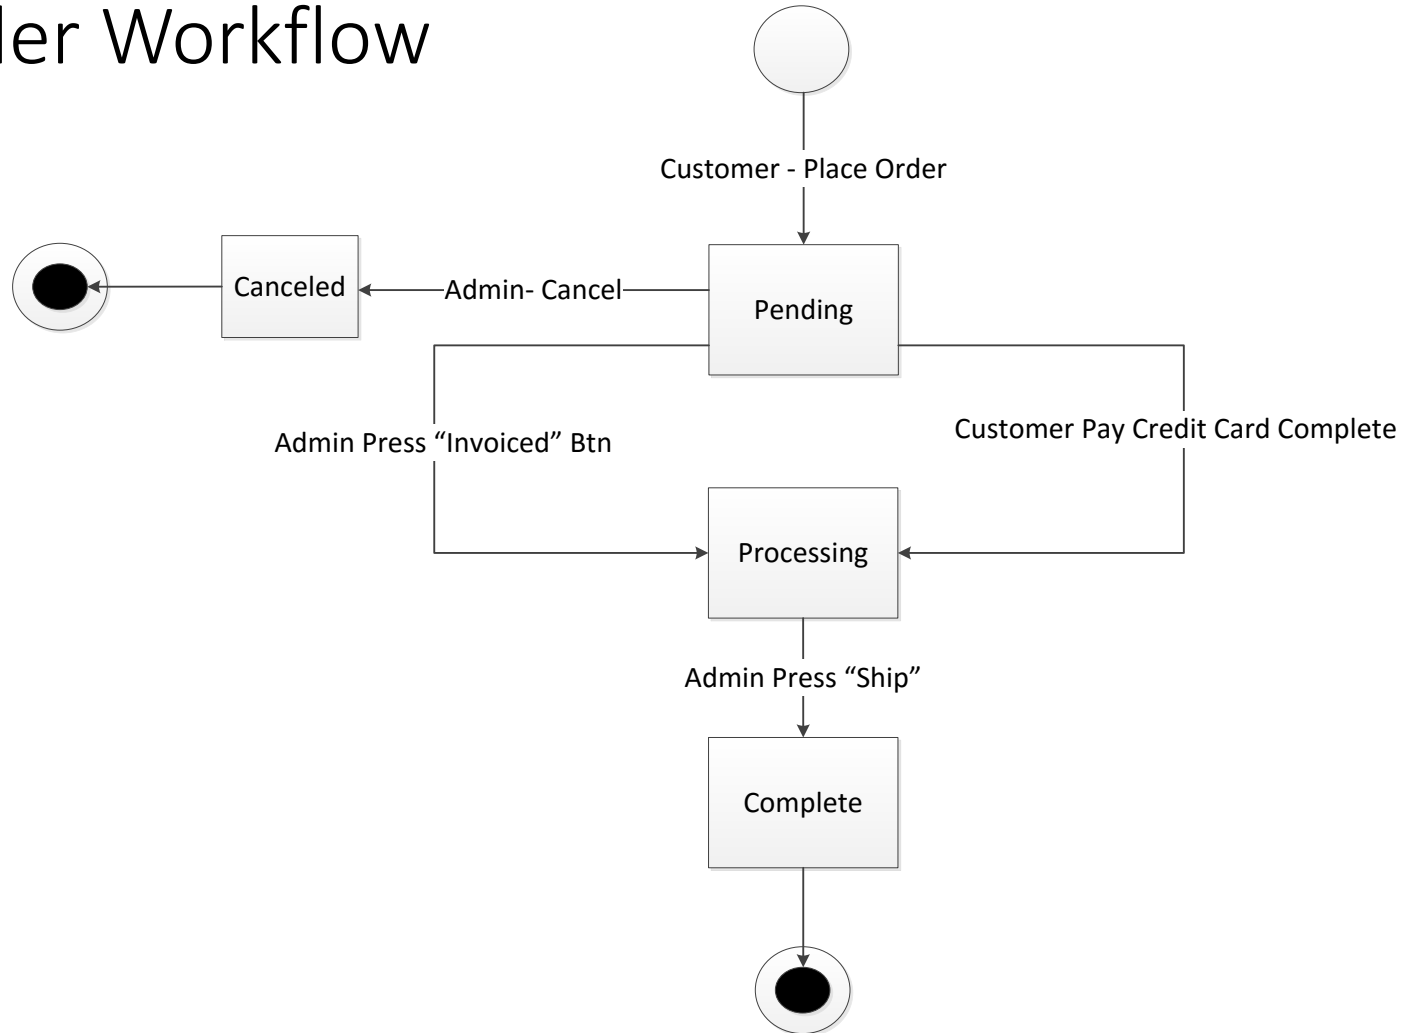 ler Workflow
Customer - Place Order
Canceled
Admin- Cancel
Pending
Admin Press “Invoiced” Btn
Customer Pay Credit Card Complete
Processing
Admin Press “Ship”
Complete